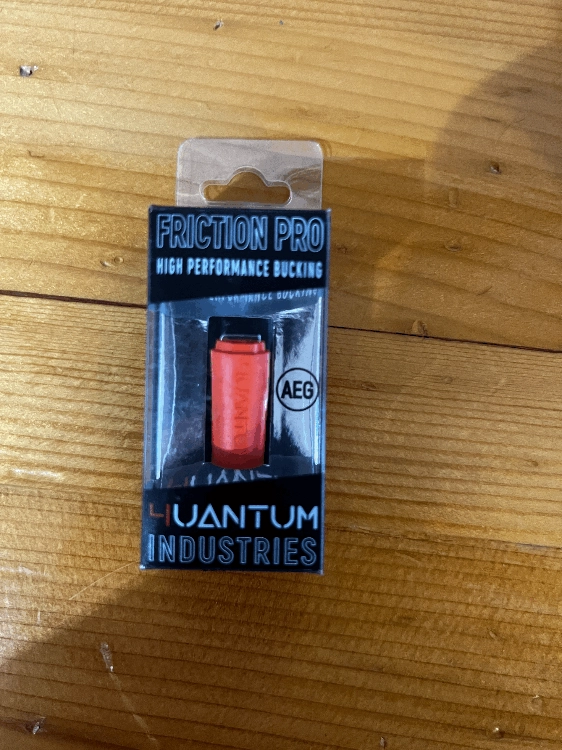 FRICTION PRO
HIGH PERFORMANCE BUCKING
AEG
4UANTUM
INDUSTRIES